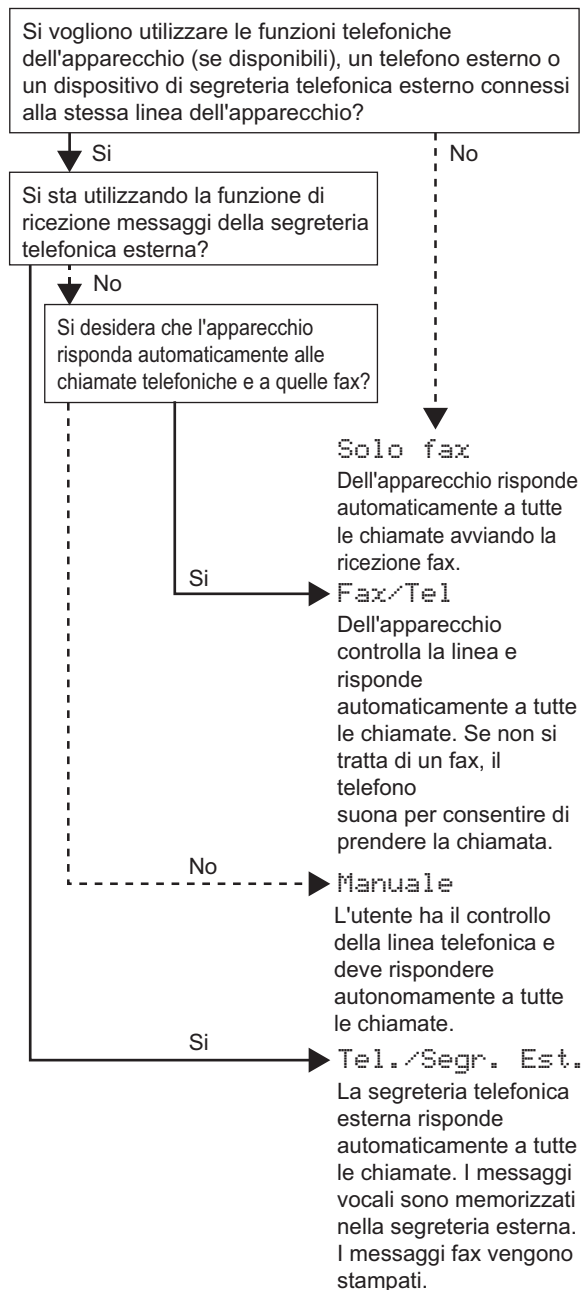 Si vogliono utilizzare le funzioni telefoniche
dell'apparecchio (se disponibili), un telefono esterno o
un dispositivo di segreteria telefonica esterno connessi
alla stessa linea dell'apparecchio?
Si
No
Si sta utilizzando la funzione di
ricezione messaggi della segreteria
telefonica esterna?
No
Si desidera che l'apparecchio
risponda automaticamente alle
chiamate telefoniche e a quelle fax?
Solo fax
Dell'apparecchio risponde
automaticamente a tutte
le chiamate avviando la
ricezione fax.
Si
Fax/Tel
Dell'apparecchio
controlla la linea e
risponde
automaticamente a tutte
le chiamate. Se non si
tratta di un fax, il
telefono
suona per consentire di
prendere la chiamata.
No
Manuale
L'utente ha il controllo
della linea telefonica e
deve rispondere
autonomamente a tutte
le chiamate.
Si
Tel./Segr. Est.
La segreteria telefonica
esterna risponde
automaticamente a tutte
le chiamate. I messaggi
vocali sono memorizzati
nella segreteria esterna.
I messaggi fax vengono
stampati.